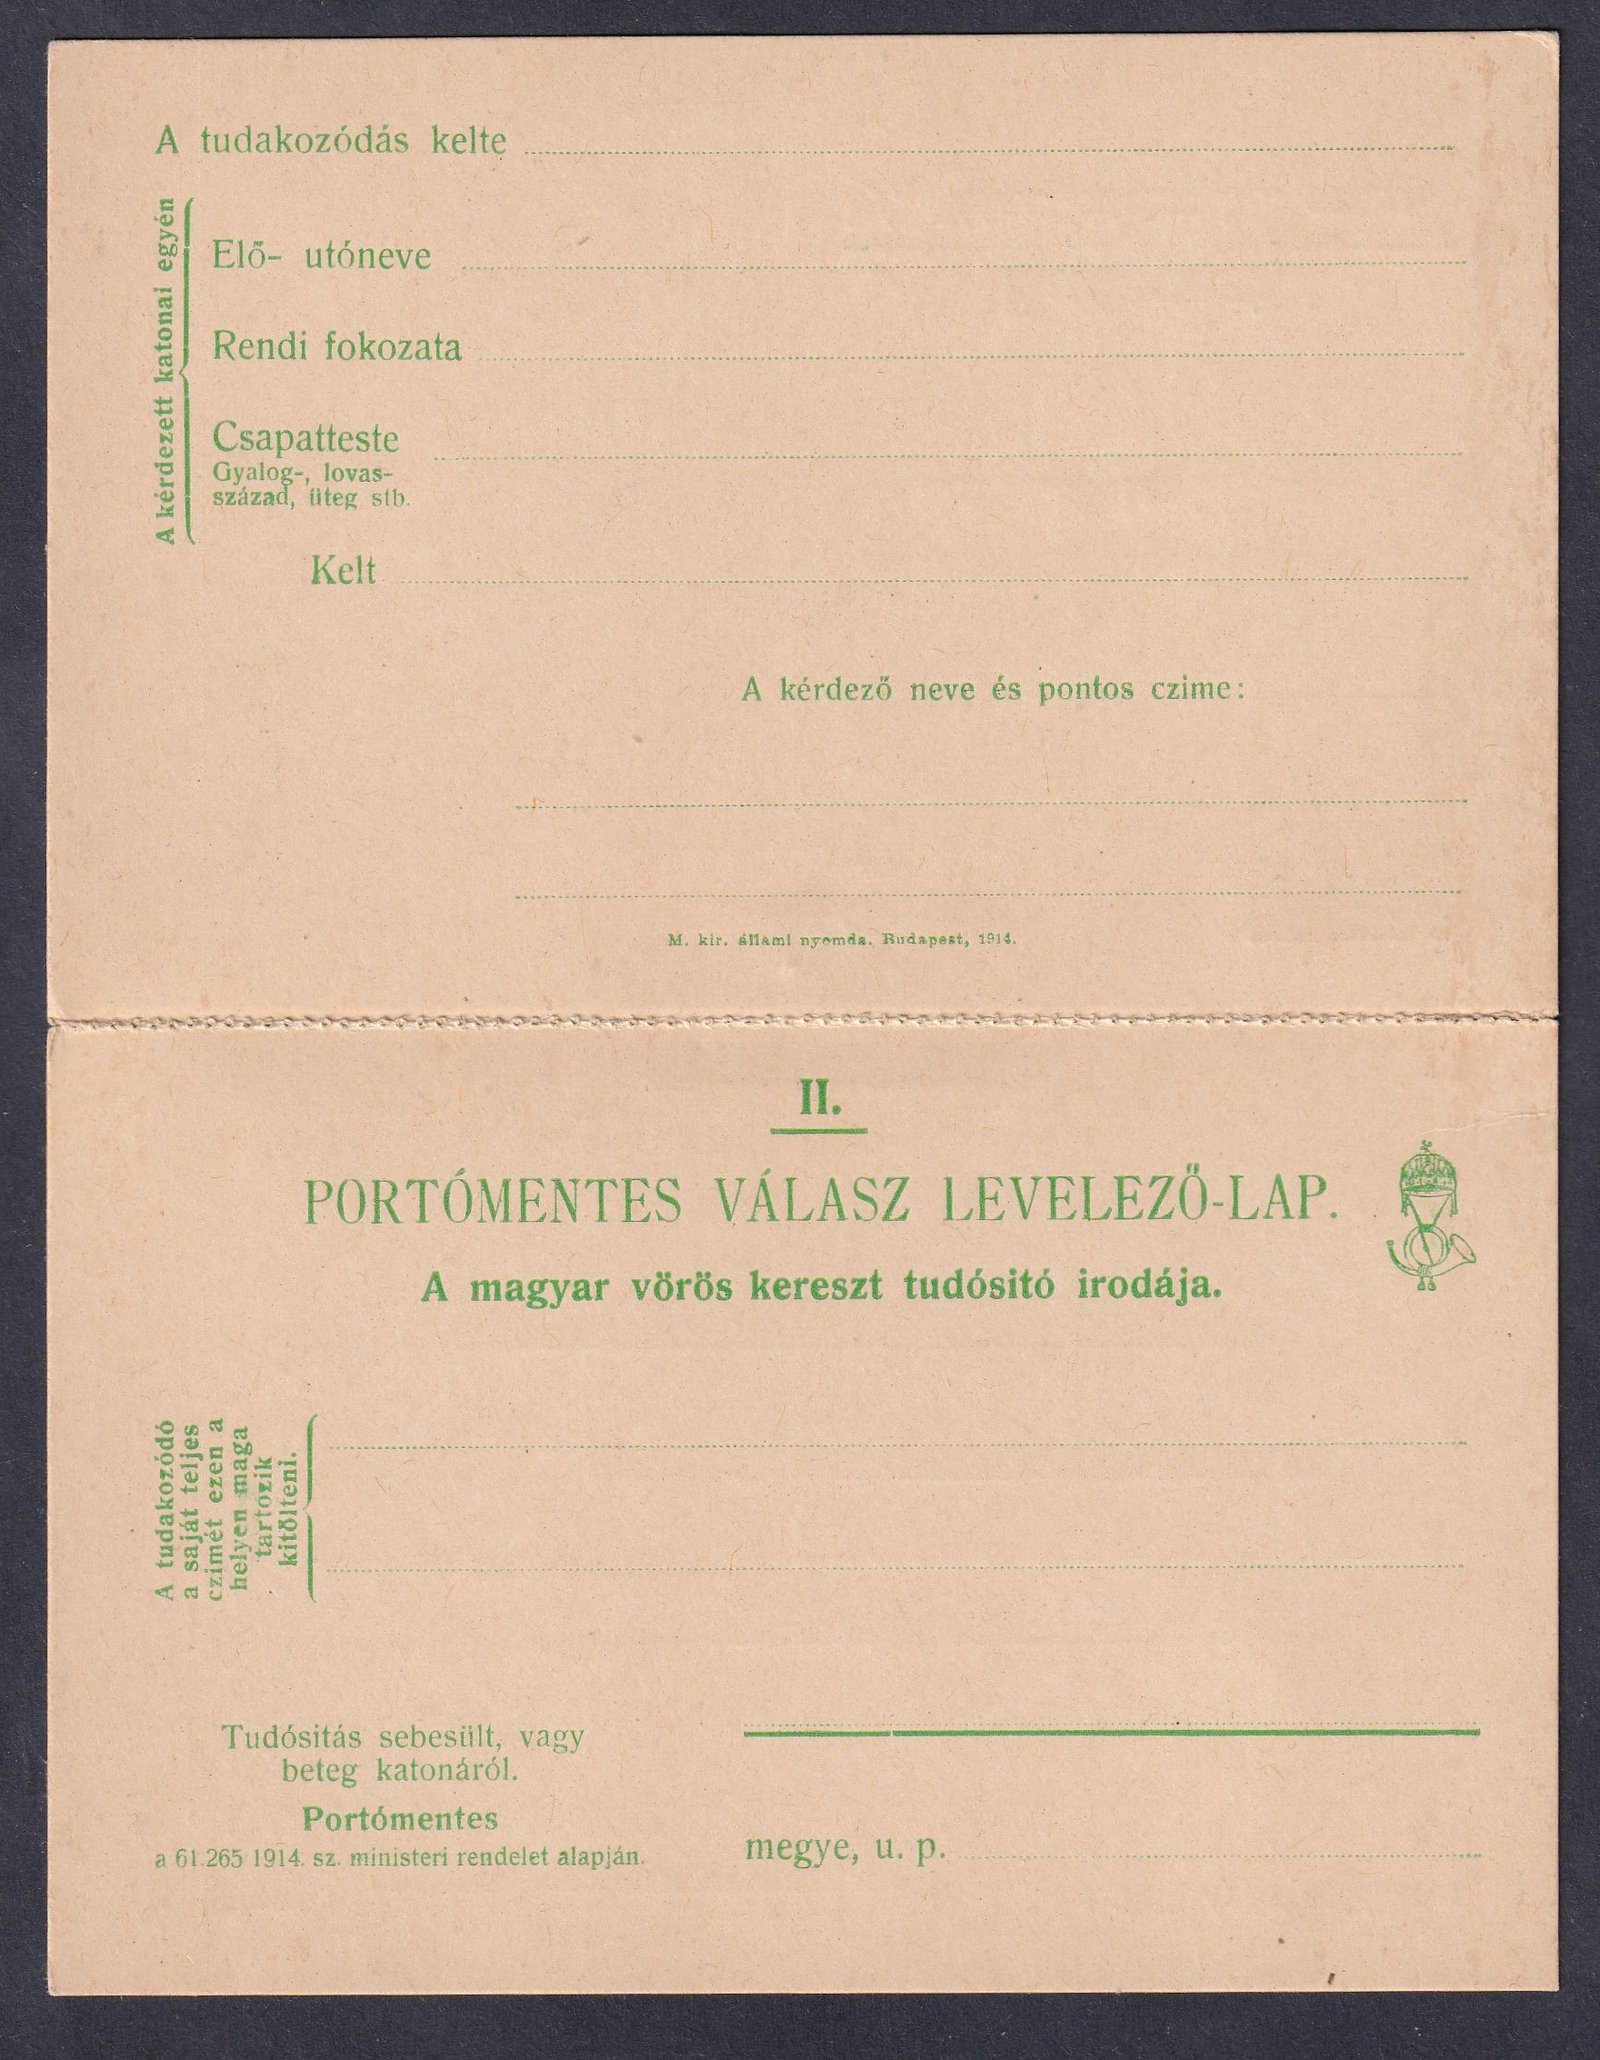 A tudakozódás kelte
A kérdezett katonai egyén
Elő- utóneve
Rendi fokozata
Csapatteste
Gyalog-, lovas-
század, üteg stb.
Kelt
A kérdező neve és pontos czime:
M. kir. állami nyomda. Budapest, 1914.
II.
PORTÓMENTES VÁLASZ LEVELEZŐ-LAP.
A magyar vörös kereszt tudósitó irodája.
A tudakozódó
a saját teljes
czimét ezen a
helyen maga
tartozik
kitölteni.
Tudósitás sebesült, vagy
beteg katonáról.
Portómentes
a 61.265 1914. sz. ministeri rendelet alapján.
megye, u. p.